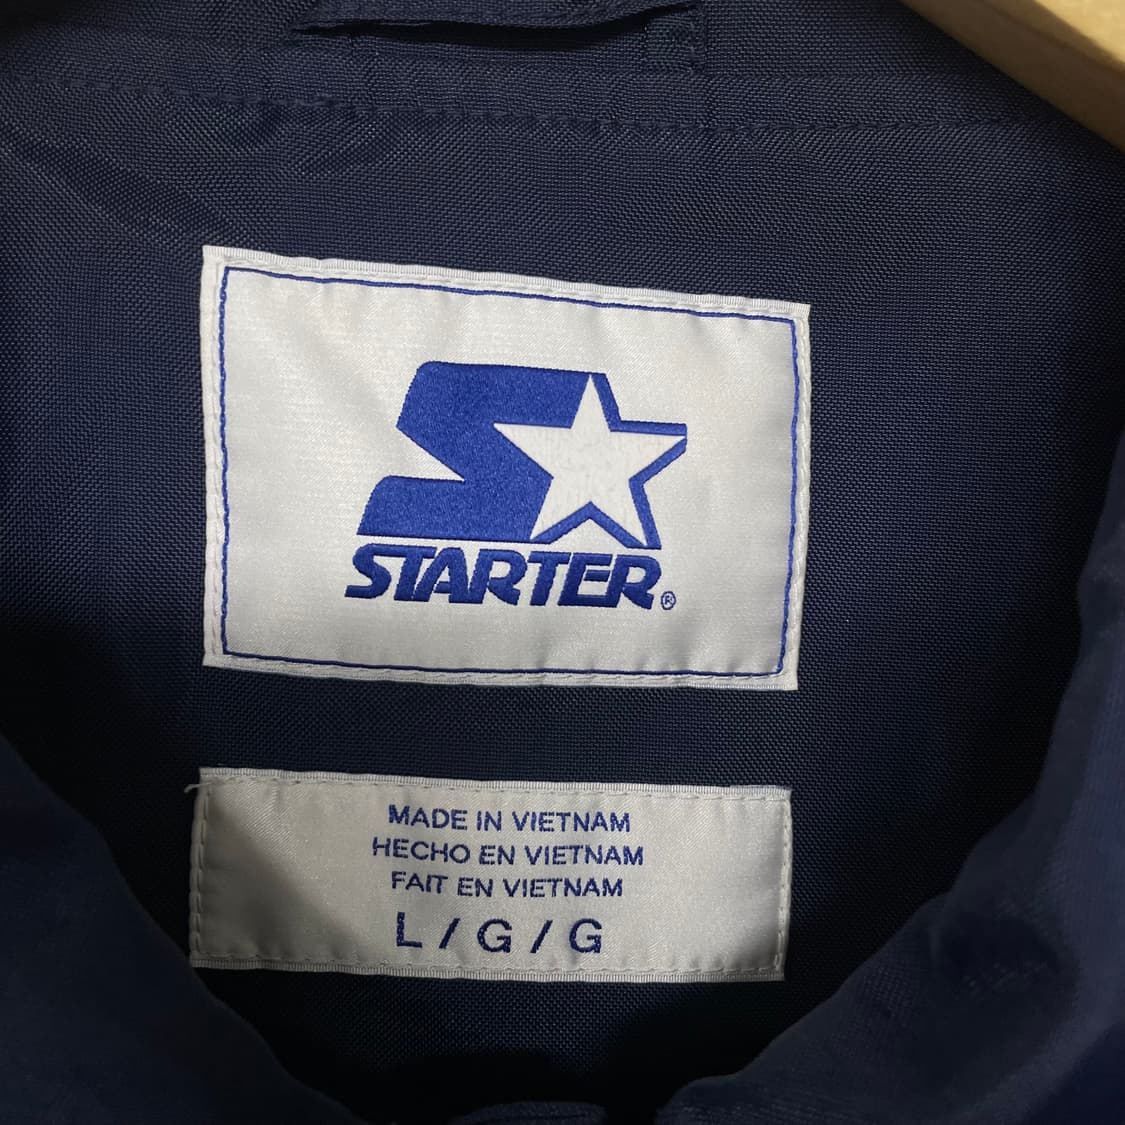 STARTER®
MADE IN VIETNAM
HECHO EN VIETNAM
FAIT EN VIETNAM
L / G / G